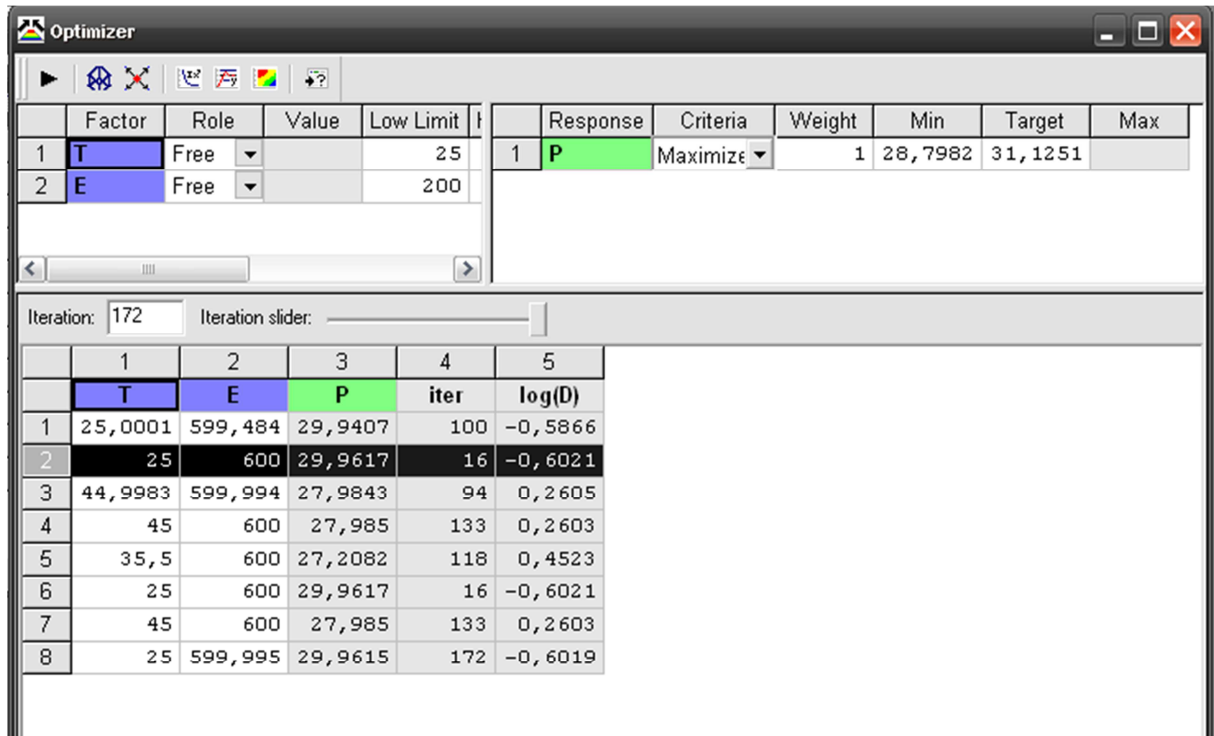 Optimizer
Factor Role Value Low Limit
1 T Free 25
2 E Free 200
Response Criteria Weight Min Target Max
1 P Maximize 1 28,7982 31,1251
Iteration: 172 Iteration slider:
1 2 3 4 5
T E P iter log(D)
1 25,0001 599,484 29,9407 100 -0,5866
2 25 600 29,9617 16 -0,6021
3 44,9983 599,994 27,9843 94 0,2605
4 45 600 27,985 133 0,2603
5 35,5 600 27,2082 118 0,4523
6 25 600 29,9617 16 -0,6021
7 45 600 27,985 133 0,2603
8 25 599,995 29,9615 172 -0,6019